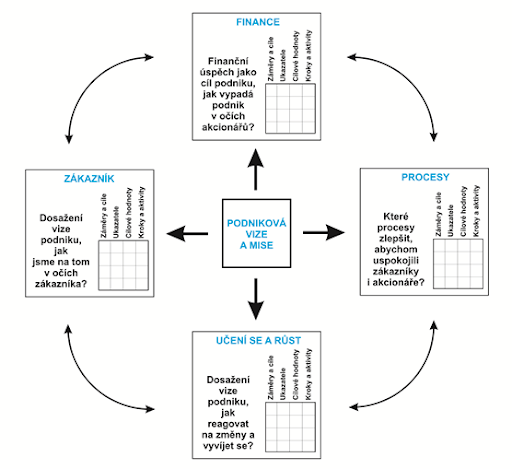 FINANCE
Finanční
úspěch jako
cíl podniku,
jak vypadá
podnik
v očích
akcionářů?
Záměry a cíle
Ukazatele
Cílové hodnoty
Kroky a aktivity
ZÁKAZNÍK
Dosažení
vize
podniku,
jak
jsme na tom
v očích
zákazníka?
Záměry a cíle
Ukazatele
Cílové hodnoty
Kroky a aktivity
PODNIKOVÁ
VIZE
A MISE
PROCESY
Které
procesy
zlepšit,
abychom
uspokojili
zákazníky
i akcionáře?
Záměry a cíle
Ukazatele
Cílové hodnoty
Kroky a aktivity
UČENÍ SE A RŮST
Dosažení
vize
podniku,
jak
reagovat
na změny a
vyvíjet se?
Záměry a cíle
Ukazatele
Cílové hodnoty
Kroky a aktivity